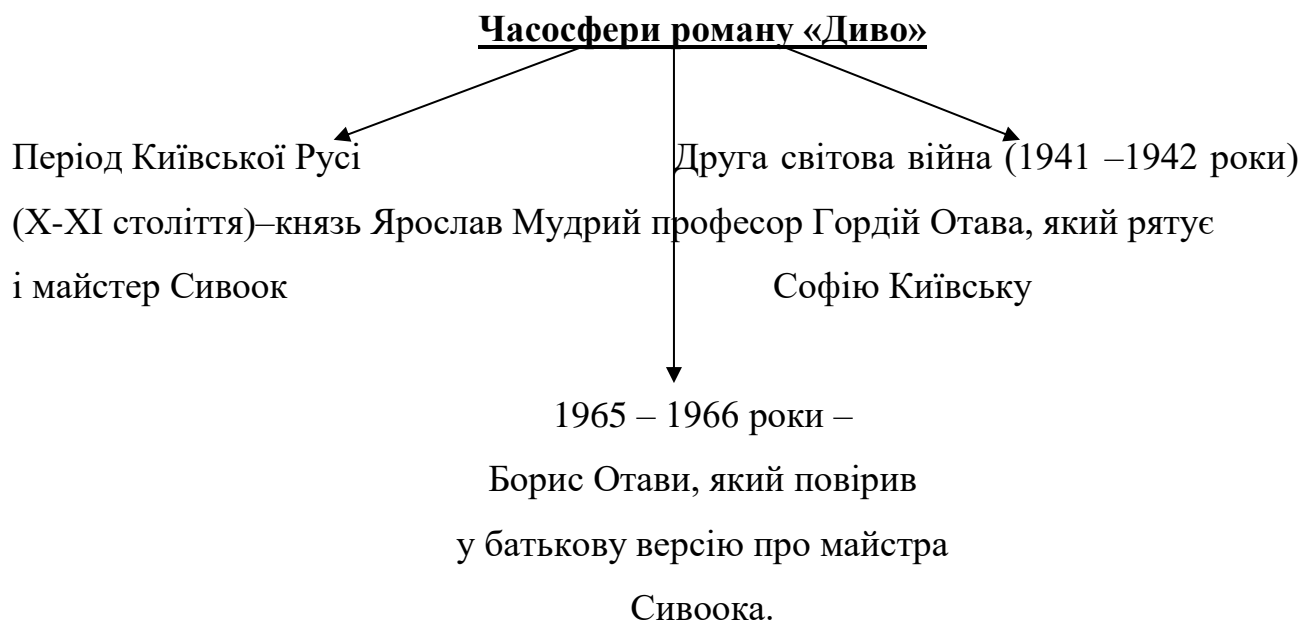 Часосфери роману «Диво»
Період Київської Русі
(X-XI століття)–князь Ярослав Мудрий
і майстер Сивоок
Друга світова війна (1941 –1942 роки)
професор Гордій Отава, який рятує
Софію Київську
1965 – 1966 роки –
Борис Отави, який повірив
у батькову версію про майстра
Сивоока.